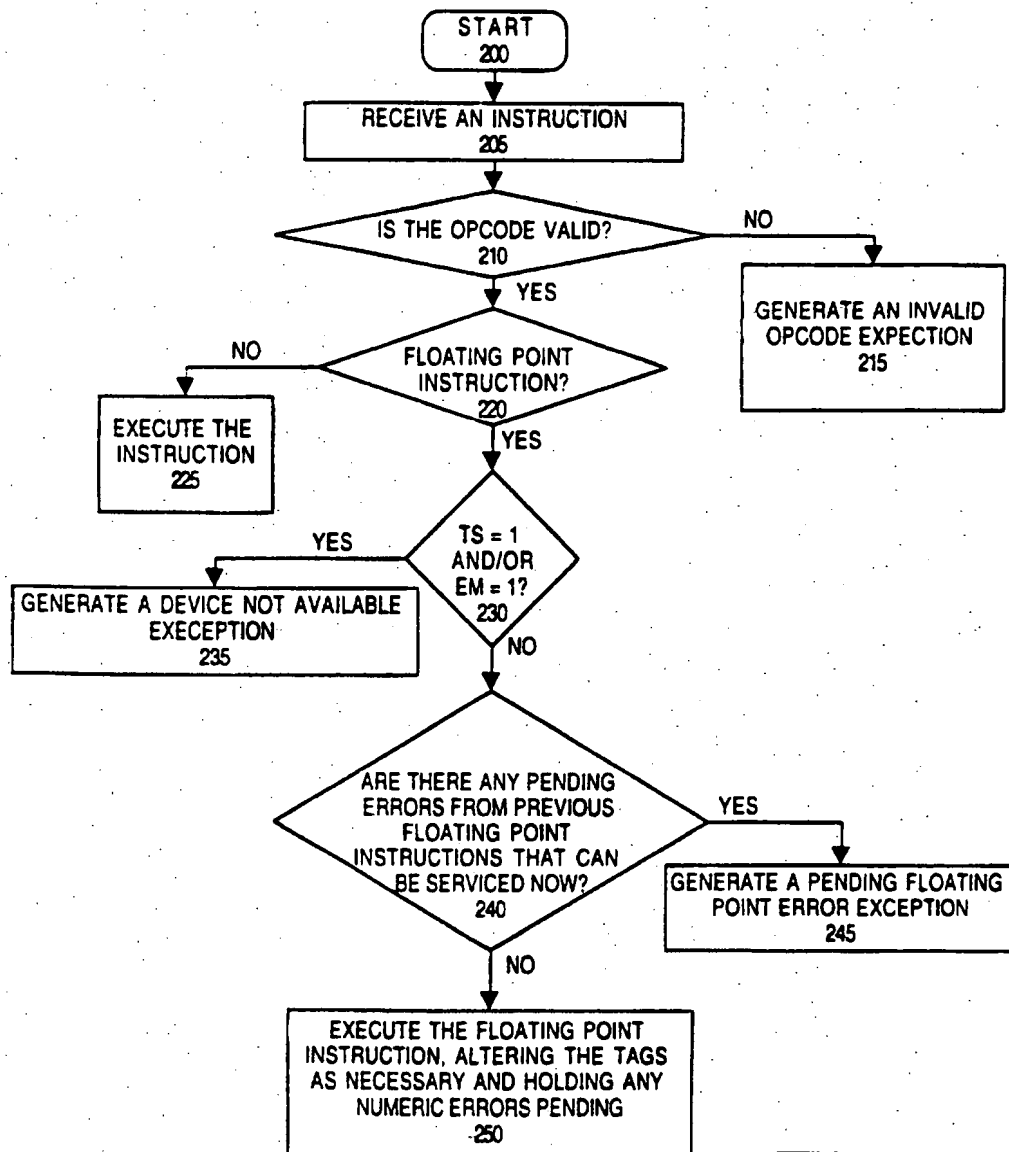 START
200
RECEIVE AN INSTRUCTION
205
IS THE OPCODE VALID?
210
NO
YES
GENERATE AN INVALID
OPCODE EXPECTION
215
NO
FLOATING POINT
INSTRUCTION?
220
YES
EXECUTE THE
INSTRUCTION
225
TS = 1
AND/OR
EM = 1?
230
YES
NO
GENERATE A DEVICE NOT AVAILABLE
EXECEPTION
235
ARE THERE ANY PENDING
ERRORS FROM PREVIOUS
FLOATING POINT
INSTRUCTIONS THAT CAN
BE SERVICED NOW?
240
YES
GENERATE A PENDING FLOATING
POINT ERROR EXCEPTION
245
NO
EXECUTE THE FLOATING POINT
INSTRUCTION, ALTERING THE TAGS
AS NECESSARY AND HOLDING ANY
NUMERIC ERRORS PENDING
250